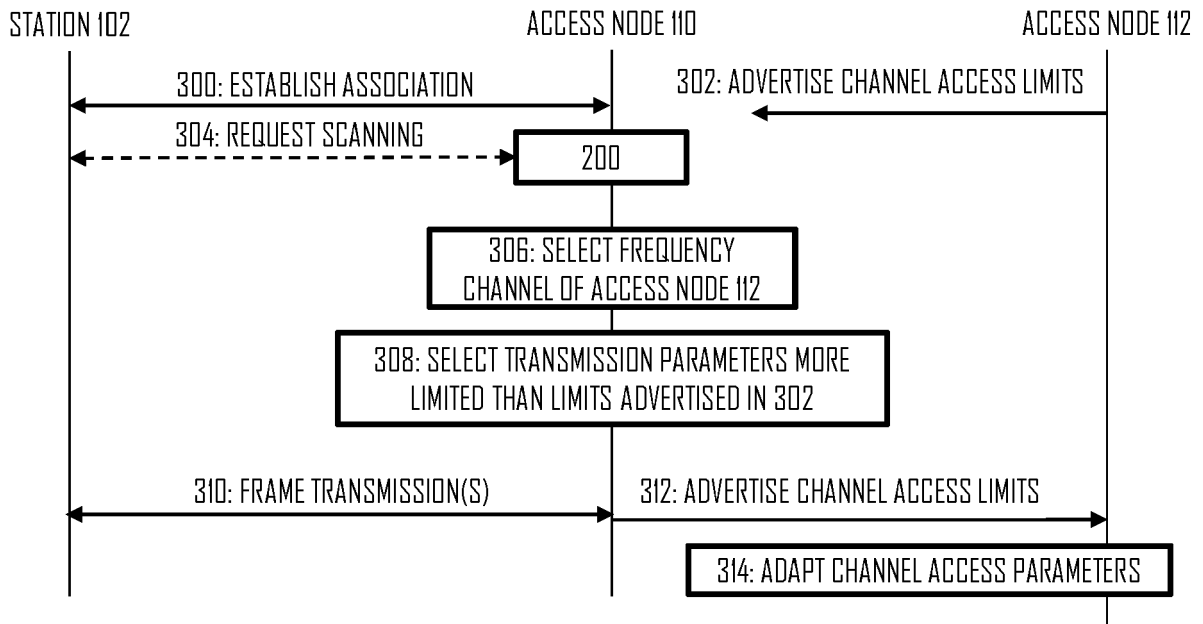 STATION 102
ACCESS NODE 110
ACCESS NODE 112
300: ESTABLISH ASSOCIATION
302: ADVERTISE CHANNEL ACCESS LIMITS
304: REQUEST SCANNING
200
306: SELECT FREQUENCY
CHANNEL OF ACCESS NODE 112
308: SELECT TRANSMISSION PARAMETERS MORE
LIMITED THAN LIMITS ADVERTISED IN 302
310: FRAME TRANSMISSION(S)
312: ADVERTISE CHANNEL ACCESS LIMITS
314: ADAPT CHANNEL ACCESS PARAMETERS